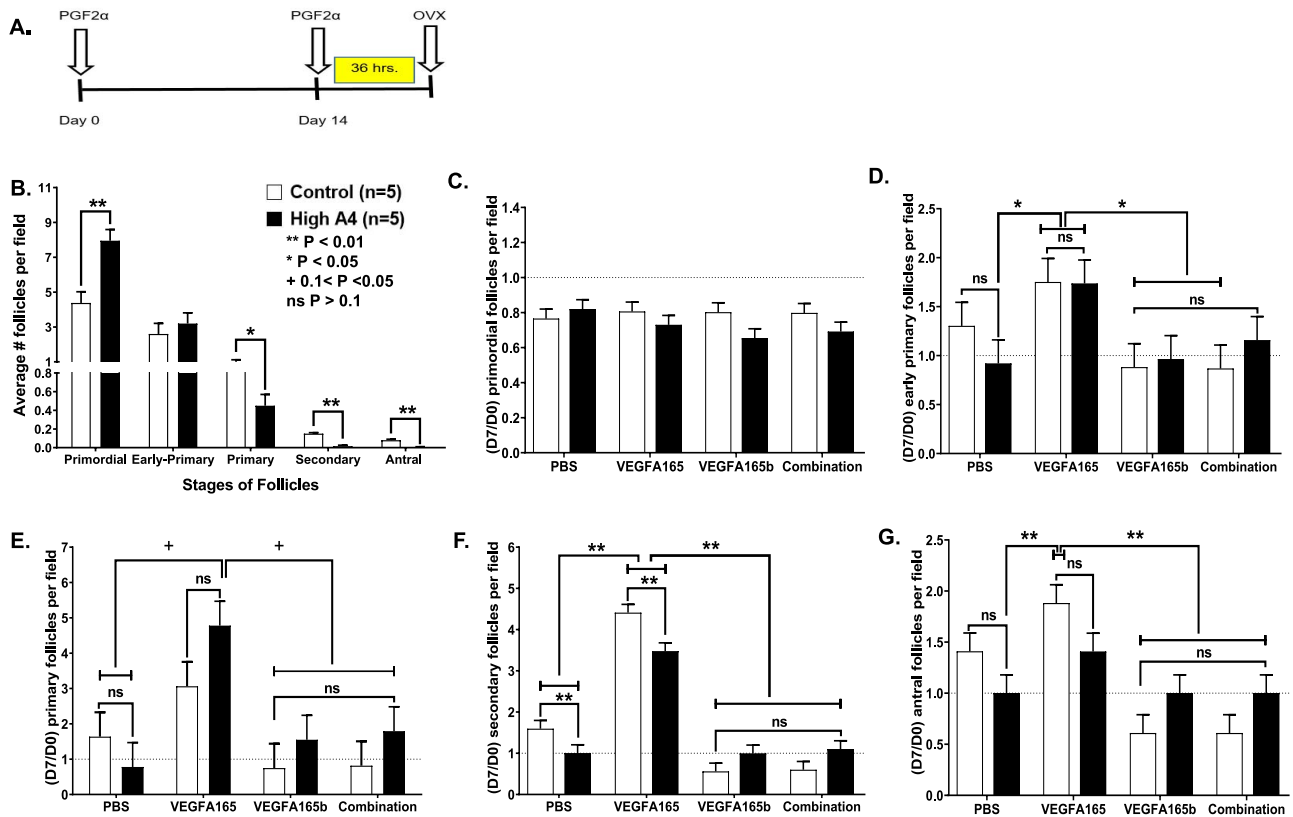 A.
PGF2α PGF2α OVX
36 hrs.
Day 0 Day 14
B.
Average # follicles per field
11
9
7
5
3
1
0.8
0.6
0.4
0.2
0.0
** * ** **
Primordial Early-Primary Primary Secondary Antral
Stages of Follicles
Control (n=5)
High A4 (n=5)
** P < 0.01
* P < 0.05
+ 0.1< P <0.05
ns P > 0.1
C.
(D7/D0) primordial follicles per field
1.4
1.2
1.0
0.8
0.6
0.4
0.2
0.0
PBS VEGFA165 VEGFA165b Combination
D.
(D7/D0) early primary follicles per field
2.5
2.0
1.5
1.0
0.5
0.0
* *
ns ns ns
PBS VEGFA165 VEGFA165b Combination
E.
(D7/D0) primary follicles per field
7
6
5
4
3
2
1
0
+ +
ns ns ns
PBS VEGFA165 VEGFA165b Combination
F.
(D7/D0) secondary follicles per field
6
5
4
3
2
1
0
** **
** ** ns
PBS VEGFA165 VEGFA165b Combination
G.
(D7/D0) antral follicles per field
2.5
2.0
1.5
1.0
0.5
0.0
** **
ns ns ns
PBS VEGFA165 VEGFA165b Combination